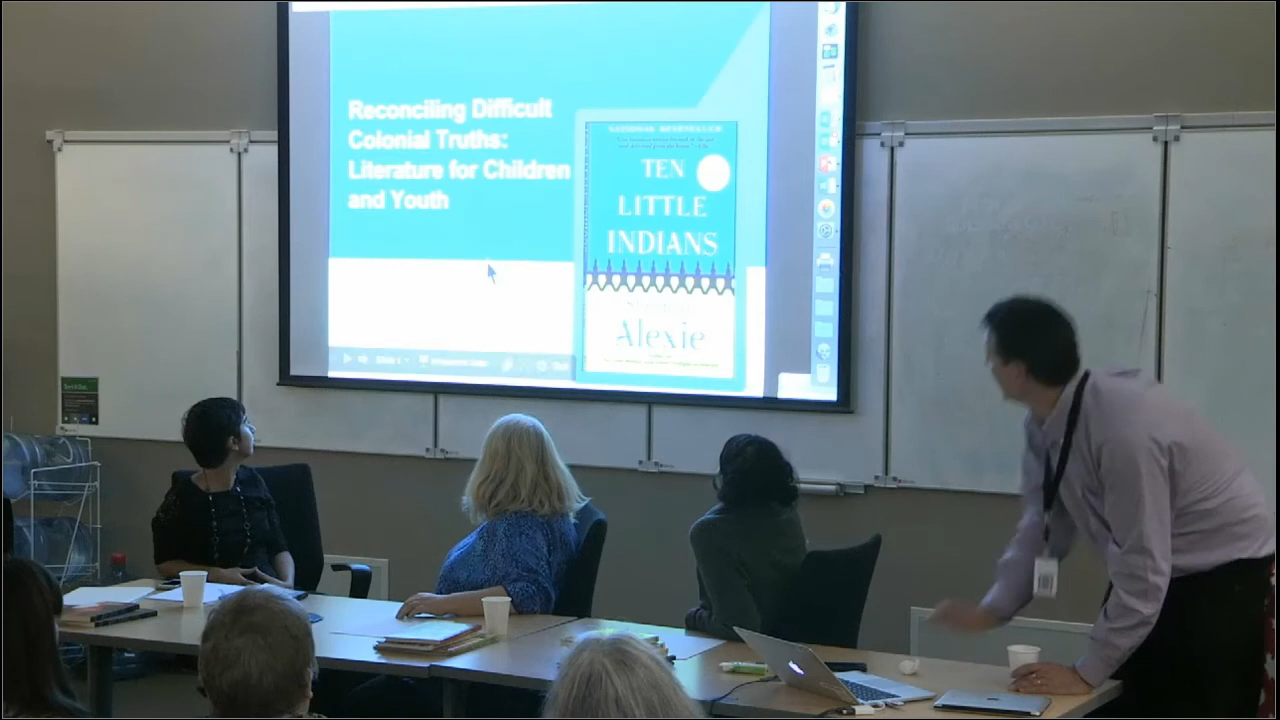 Reconciling Difficult
Colonial Truths:
Literature for Children
and Youth
NATIONAL BESTSELLER
TEN
LITTLE
INDIANS
Alexie